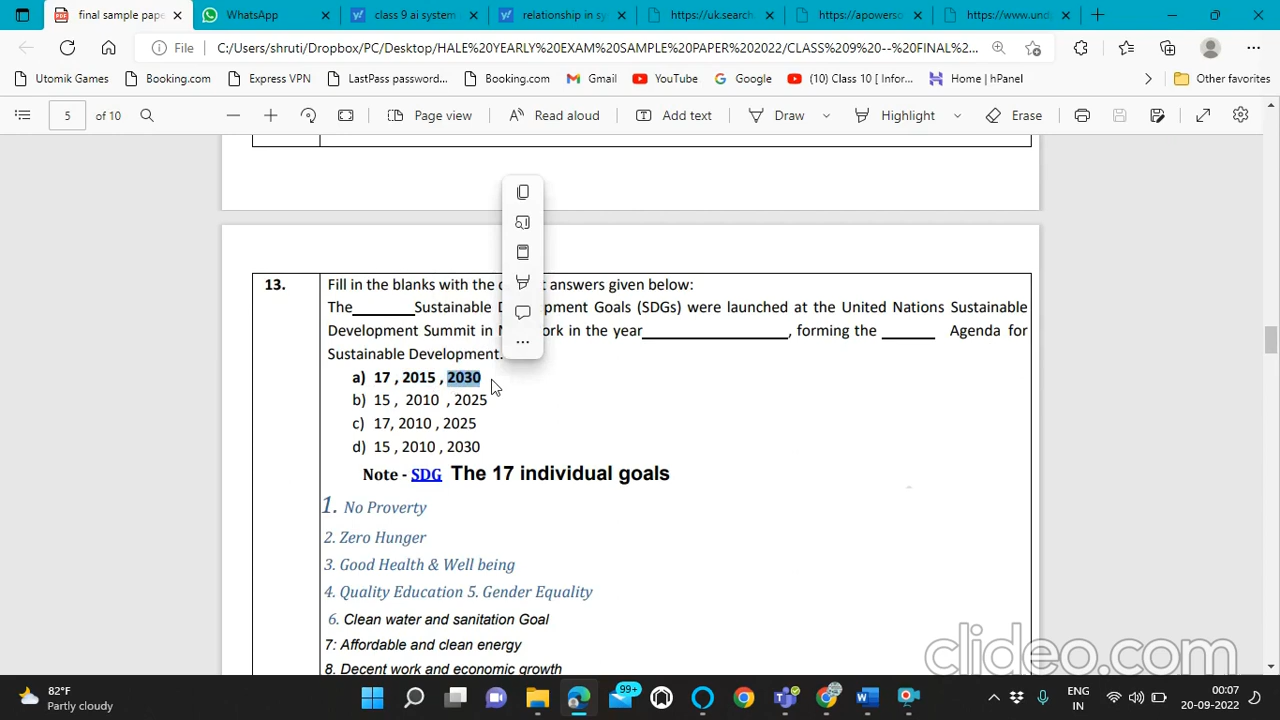 final sample pape
WhatsApp
class 9 ai system
relationship in sy
https://uk.search
https://apowerso
https://www.und
File
C:/Users/shruti/Dropbox/PC/Desktop/HALE%20YEARLY%20EXAM%20SAMPLE%20PAPER%202022/CLASS%209%20--%20FINAL%2...
Utomik Games
Booking.com
Express VPN
LastPass password...
Booking.com
Gmail
YouTube
Google
(10) Class 10 [ Infor...
Home | hPanel
Other favorites
5
of 10
Page view
Read aloud
Add text
Draw
Highlight
Erase
13.
Fill in the blanks with the c t answers given below:
The_______Sustainable D pment Goals (SDGs) were launched at the United Nations Sustainable
Development Summit in N ork in the year________________, forming the ______ Agenda for
Sustainable Development.
a) 17 , 2015 , 2030
b) 15 , 2010 , 2025
c) 17, 2010 , 2025
d) 15 , 2010 , 2030
Note - SDG The 17 individual goals
1. No Proverty
2. Zero Hunger
3. Good Health & Well being
4. Quality Education 5. Gender Equality
6. Clean water and sanitation Goal
7: Affordable and clean energy
8. Decent work and economic growth
clideo.com
82°F
Partly cloudy
99+
ENG
IN
00:07
20-09-2022